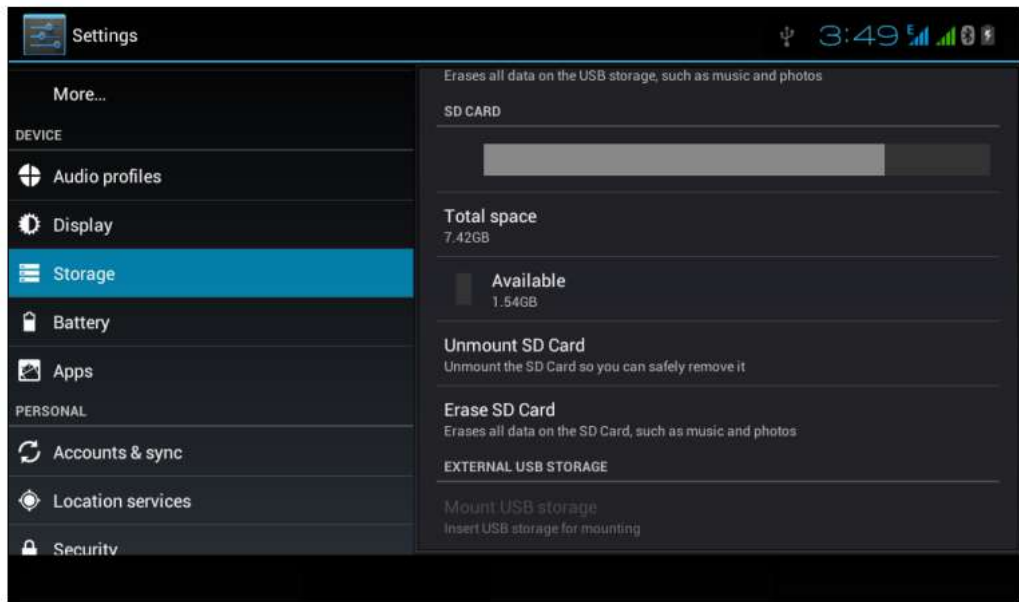 Settings
3:49
More...
DEVICE
Audio profiles
Display
Storage
Battery
Apps
PERSONAL
Accounts & sync
Location services
Security
Erases all data on the USB storage, such as music and photos
SD CARD
Total space
7.42GB
Available
1.54GB
Unmount SD Card
Unmount the SD Card so you can safely remove it
Erase SD Card
Erases all data on the SD Card, such as music and photos
EXTERNAL USB STORAGE
Mount USB storage
Insert USB storage for mounting